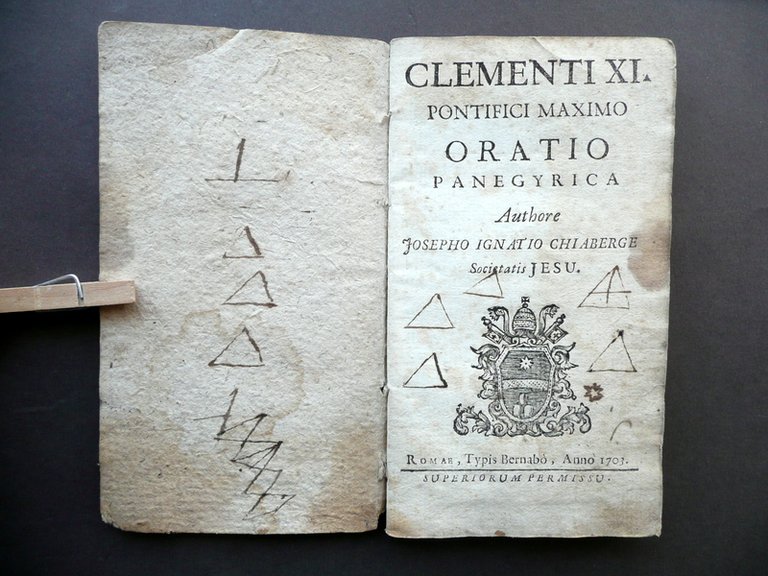 CLEMENTI XI.
PONTIFICI MAXIMO
ORATIO
PANEGYRICA
Authore
JOSEPHO IGNATIO CHIABERGE
Societatis JESU.
ROMAE, Typis Bernabò, Anno 1703.
SUPERIORUM PERMISSU.